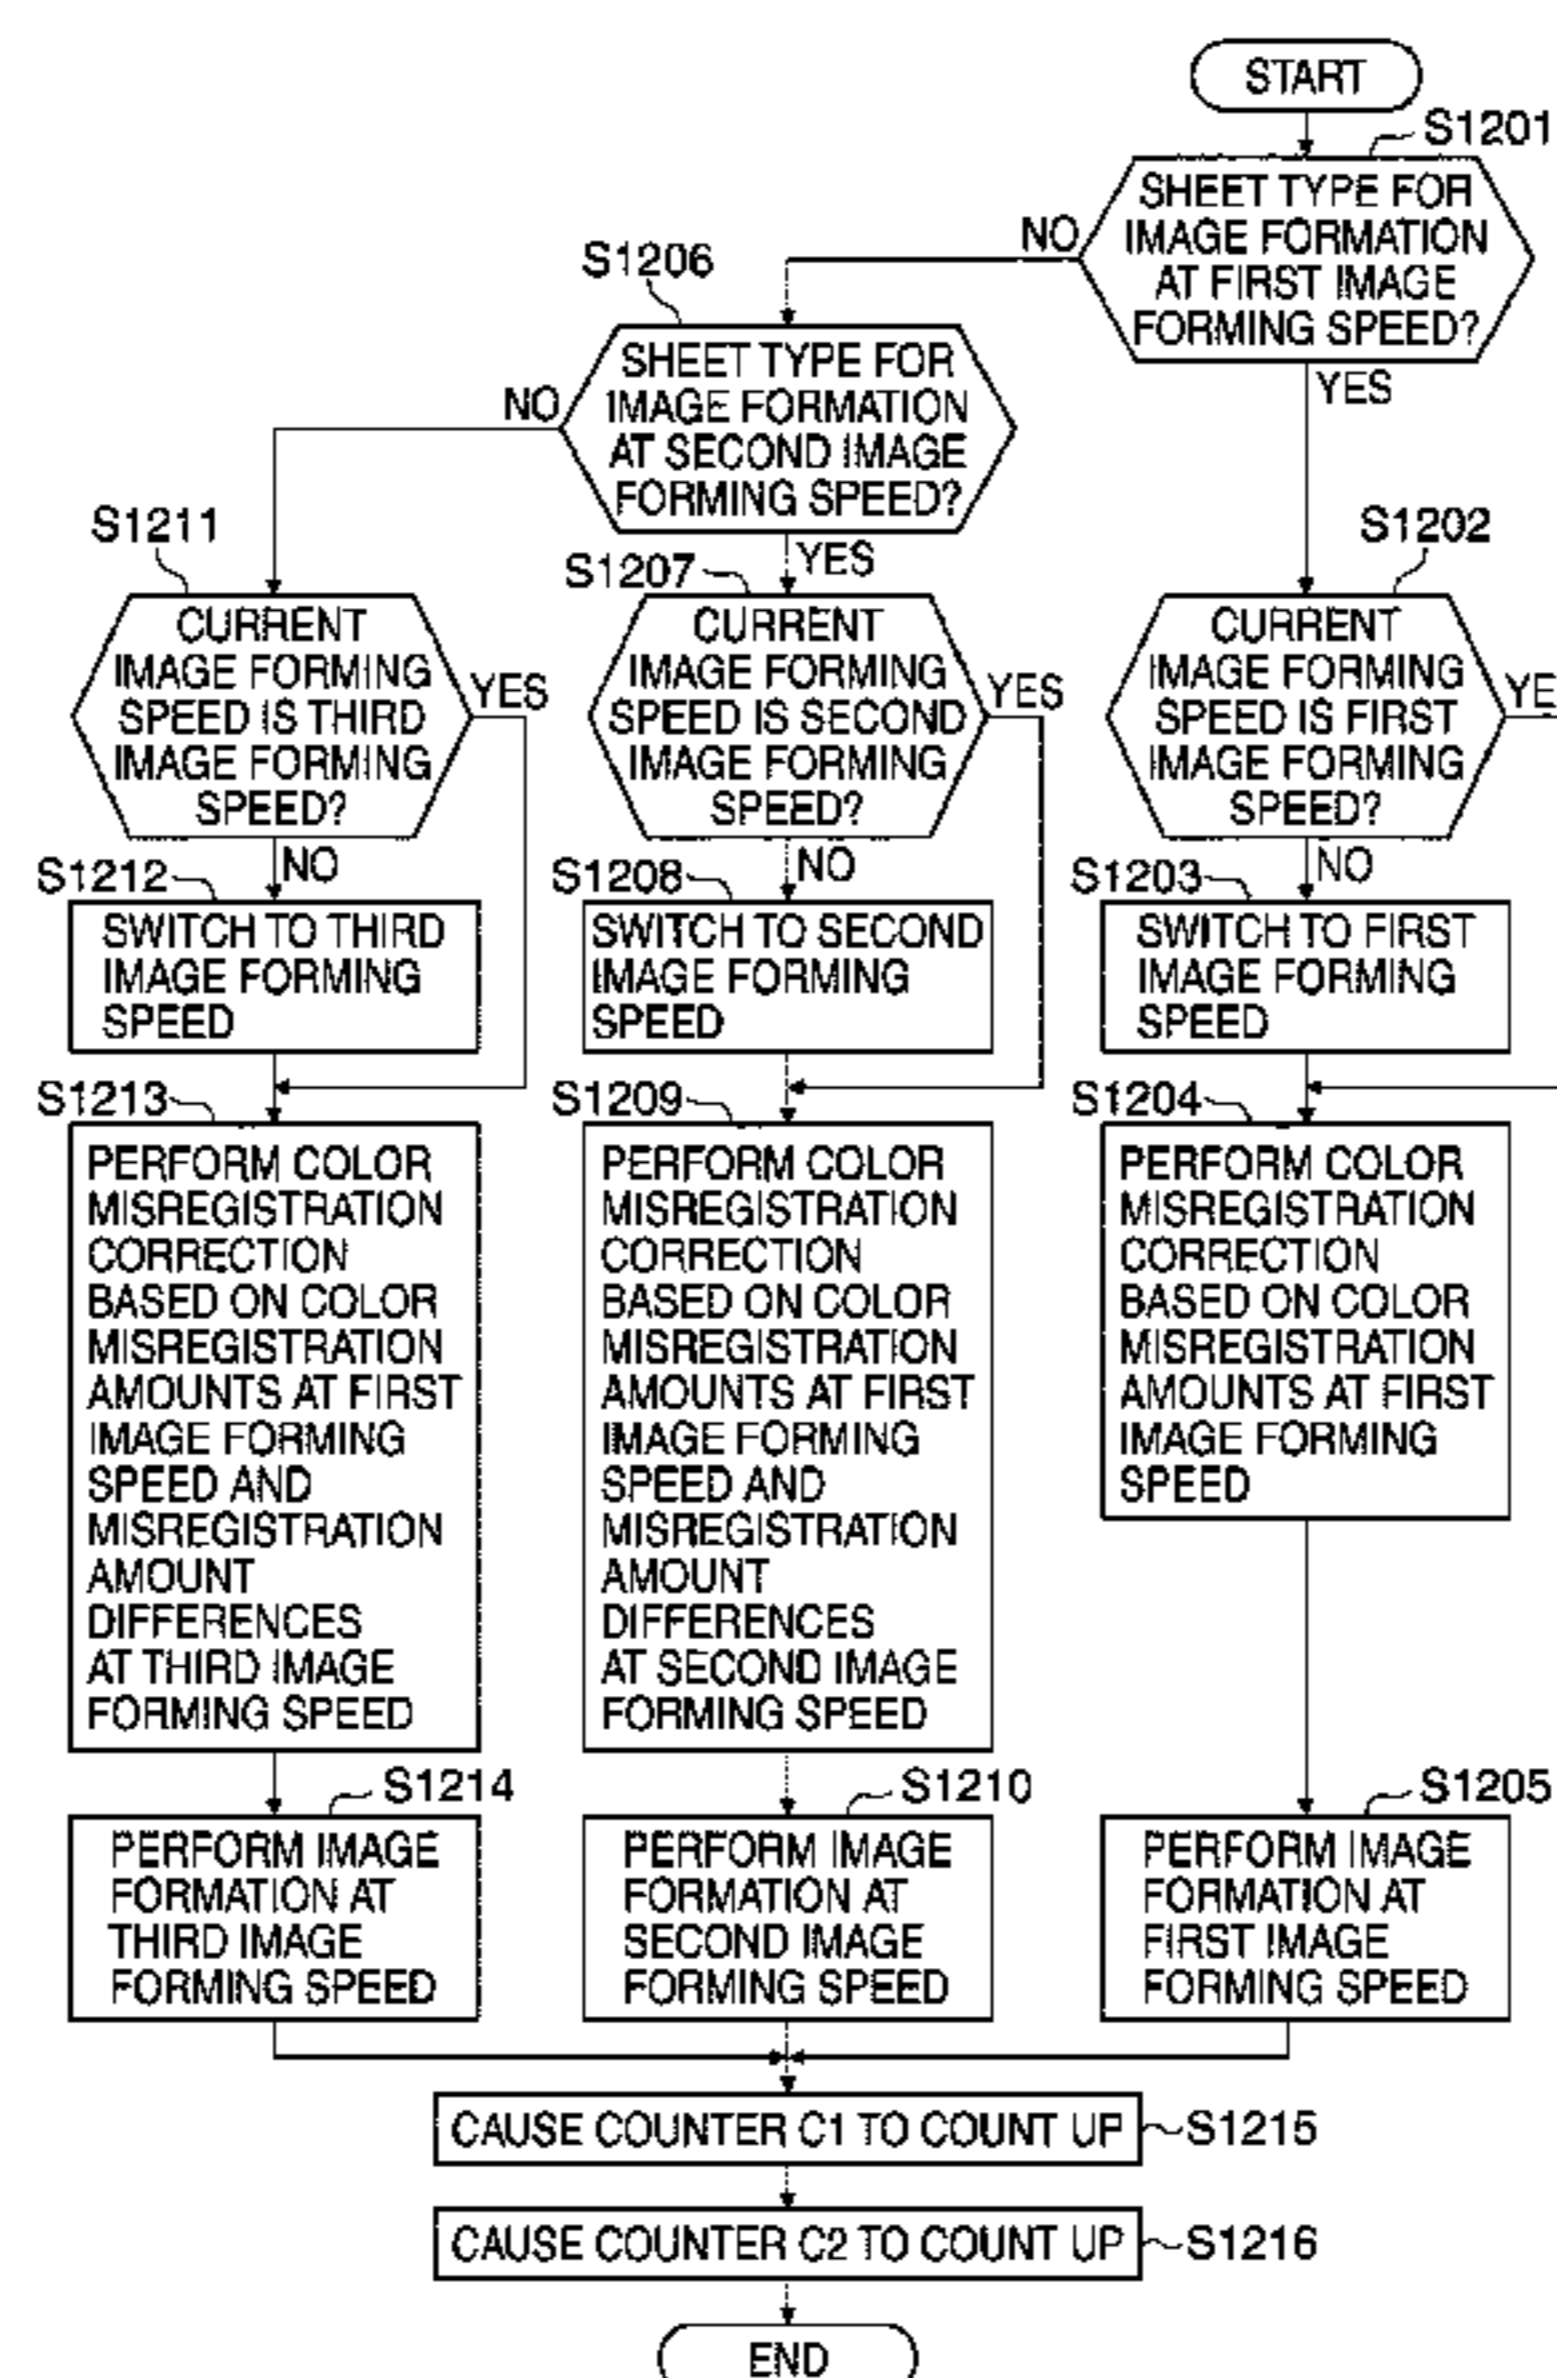 START
S1201
SHEET TYPE FOR
IMAGE FORMATION
AT FIRST IMAGE
FORMING SPEED?
NO
YES
S1206
SHEET TYPE FOR
IMAGE FORMATION
AT SECOND IMAGE
FORMING SPEED?
NO
YES
S1211
CURRENT
IMAGE FORMING
SPEED IS THIRD
IMAGE FORMING
SPEED?
YES
NO
S1207
CURRENT
IMAGE FORMING
SPEED IS SECOND
IMAGE FORMING
SPEED?
YES
NO
S1202
CURRENT
IMAGE FORMING
SPEED IS FIRST
IMAGE FORMING
SPEED?
YE
NO
S1212
SWITCH TO THIRD
IMAGE FORMING
SPEED
S1208
SWITCH TO SECOND
IMAGE FORMING
SPEED
S1203
SWITCH TO FIRST
IMAGE FORMING
SPEED
S1213
PERFORM COLOR
MISREGISTRATION
CORRECTION
BASED ON COLOR
MISREGISTRATION
AMOUNTS AT FIRST
IMAGE FORMING
SPEED AND
MISREGISTRATION
AMOUNT
DIFFERENCES
AT THIRD IMAGE
FORMING SPEED
S1209
PERFORM COLOR
MISREGISTRATION
CORRECTION
BASED ON COLOR
MISREGISTRATION
AMOUNTS AT FIRST
IMAGE FORMING
SPEED AND
MISREGISTRATION
AMOUNT
DIFFERENCES
AT SECOND IMAGE
FORMING SPEED
S1204
PERFORM COLOR
MISREGISTRATION
CORRECTION
BASED ON COLOR
MISREGISTRATION
AMOUNTS AT FIRST
IMAGE FORMING
SPEED
S1214
PERFORM IMAGE
FORMATION AT
THIRD IMAGE
FORMING SPEED
S1210
PERFORM IMAGE
FORMATION AT
SECOND IMAGE
FORMING SPEED
S1205
PERFORM IMAGE
FORMATION AT
FIRST IMAGE
FORMING SPEED
CAUSE COUNTER C1 TO COUNT UP
S1215
CAUSE COUNTER C2 TO COUNT UP
S1216
END